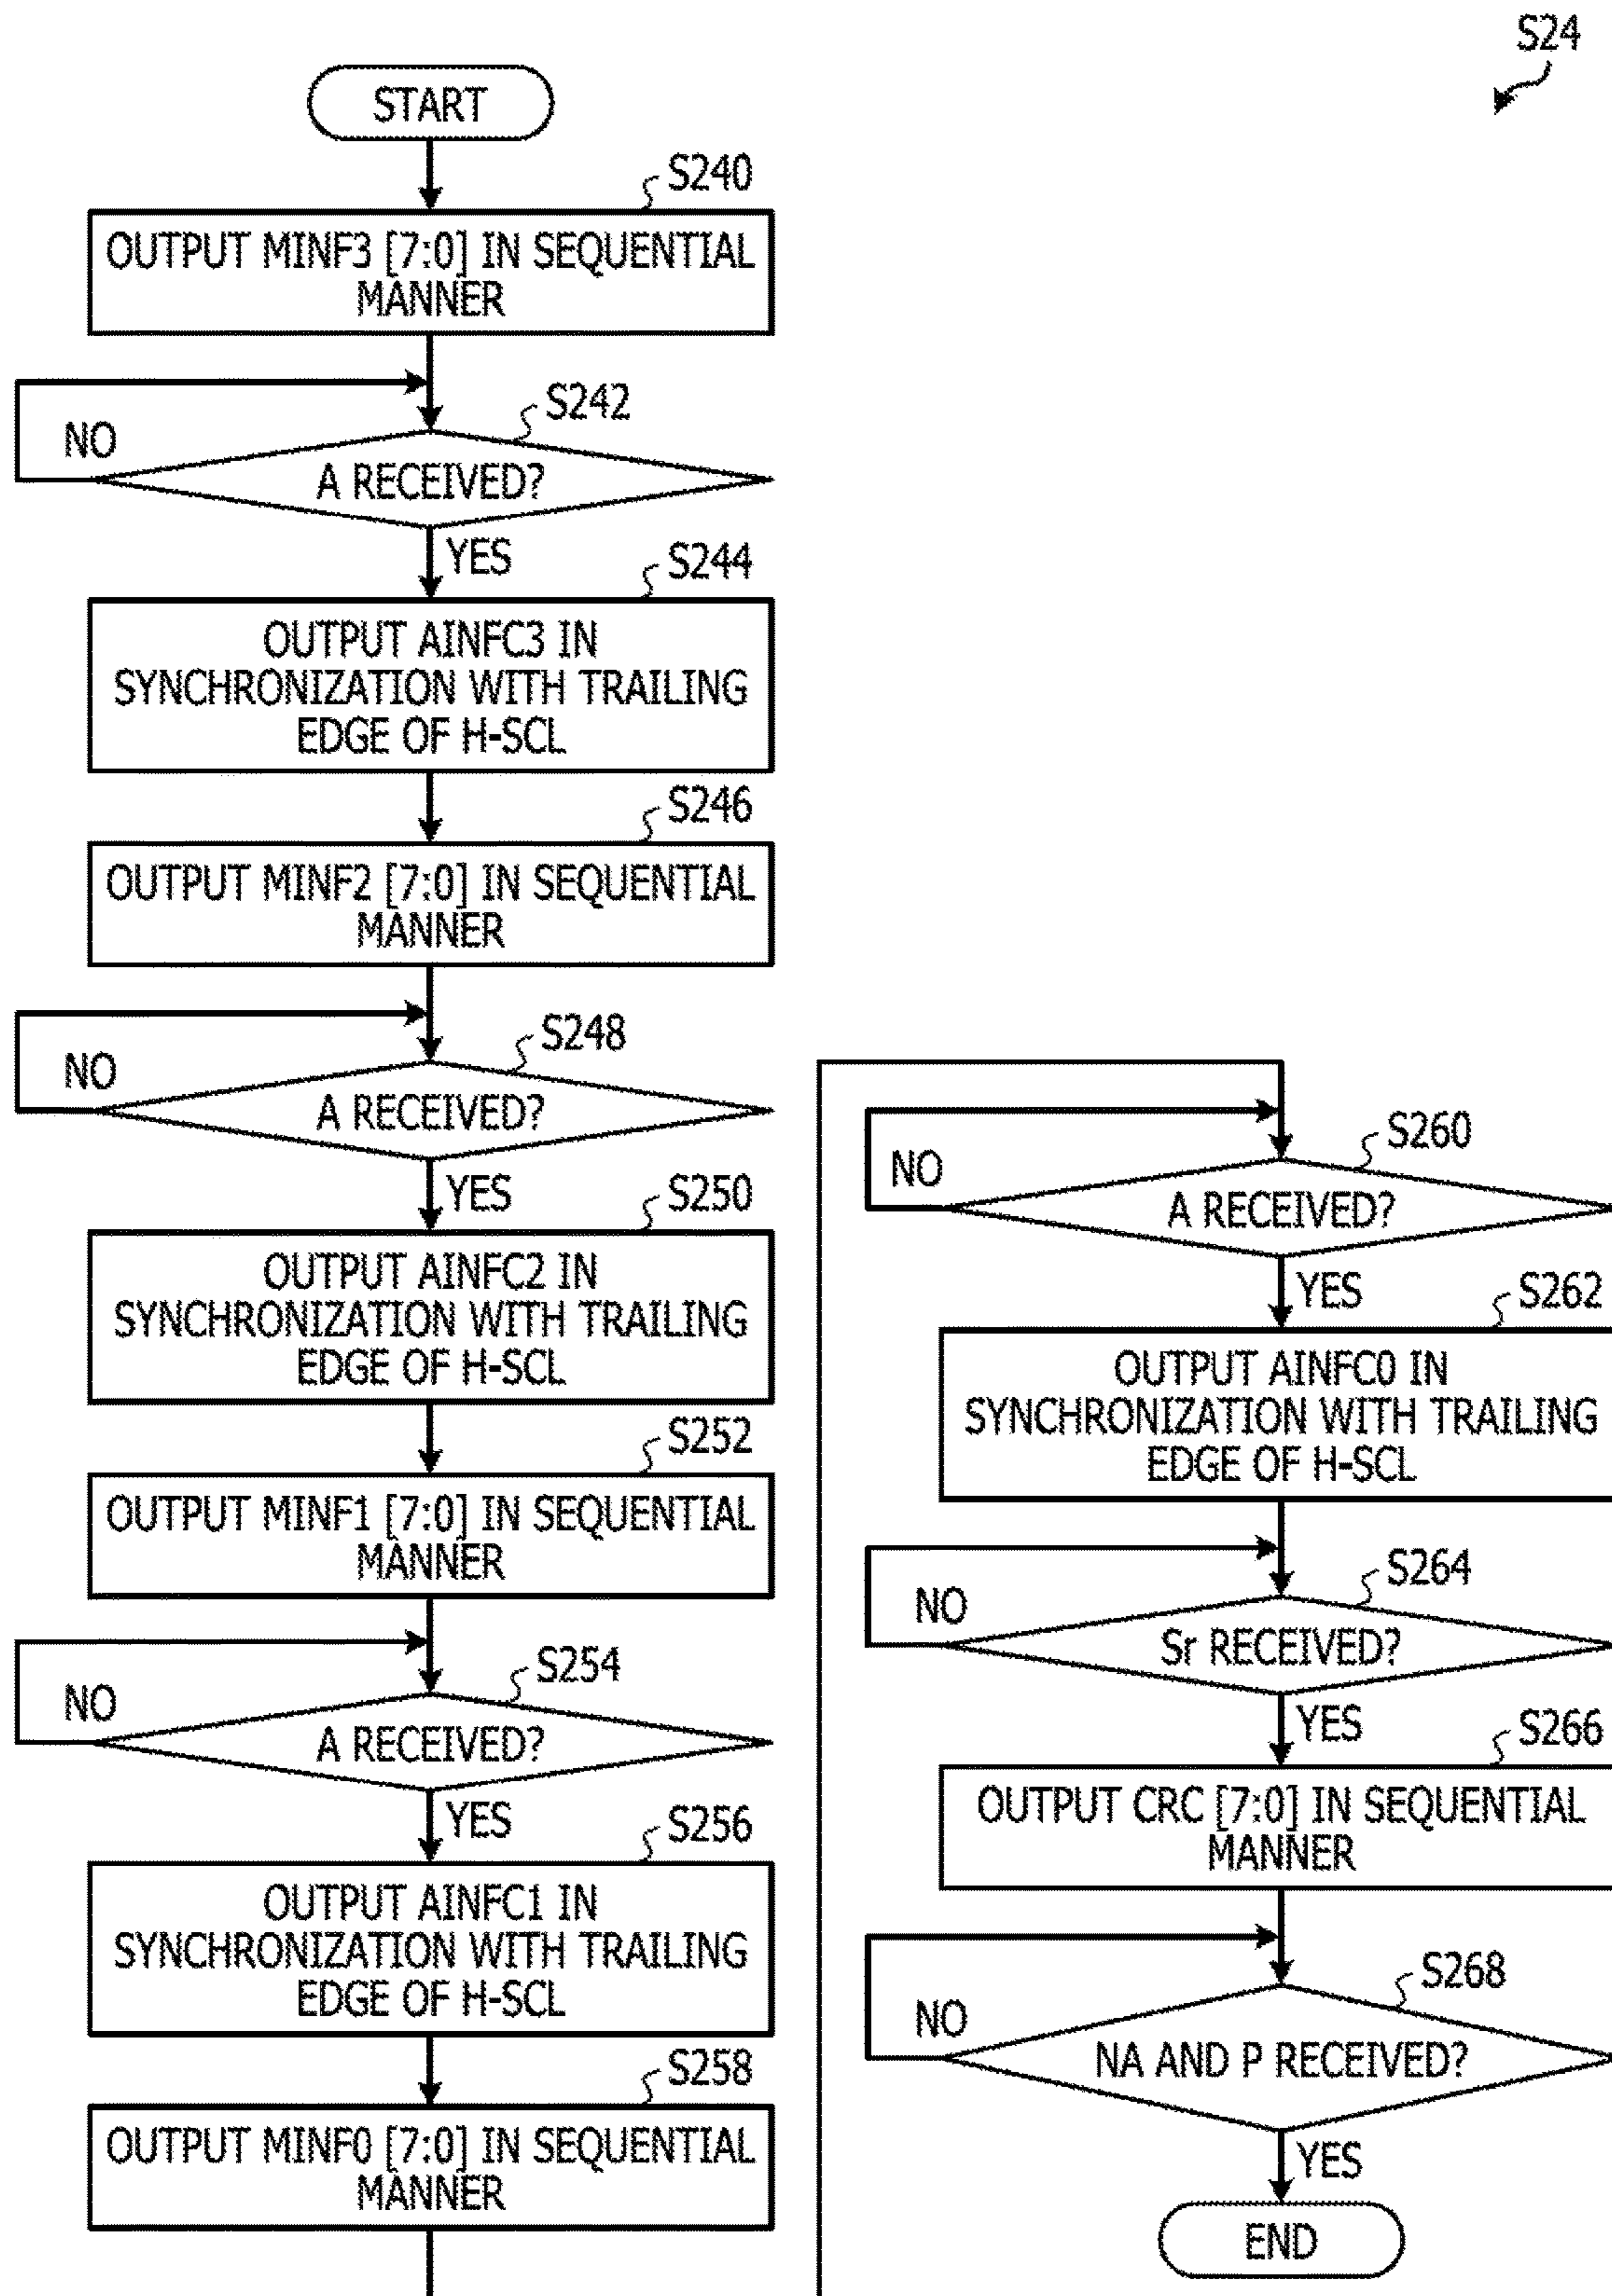 S24
START
S240
OUTPUT MINF3 [7:0] IN SEQUENTIAL
MANNER
S242
NO
A RECEIVED?
YES
S244
OUTPUT AINFC3 IN
SYNCHRONIZATION WITH TRAILING
EDGE OF H-SCL
S246
OUTPUT MINF2 [7:0] IN SEQUENTIAL
MANNER
S248
NO
A RECEIVED?
YES
S250
OUTPUT AINFC2 IN
SYNCHRONIZATION WITH TRAILING
EDGE OF H-SCL
S252
OUTPUT MINF1 [7:0] IN SEQUENTIAL
MANNER
S254
NO
A RECEIVED?
YES
S256
OUTPUT AINFC1 IN
SYNCHRONIZATION WITH TRAILING
EDGE OF H-SCL
S258
OUTPUT MINF0 [7:0] IN SEQUENTIAL
MANNER
S260
NO
A RECEIVED?
YES
S262
OUTPUT AINFC0 IN
SYNCHRONIZATION WITH TRAILING
EDGE OF H-SCL
S264
NO
Sr RECEIVED?
YES
S266
OUTPUT CRC [7:0] IN SEQUENTIAL
MANNER
S268
NO
NA AND P RECEIVED?
YES
END